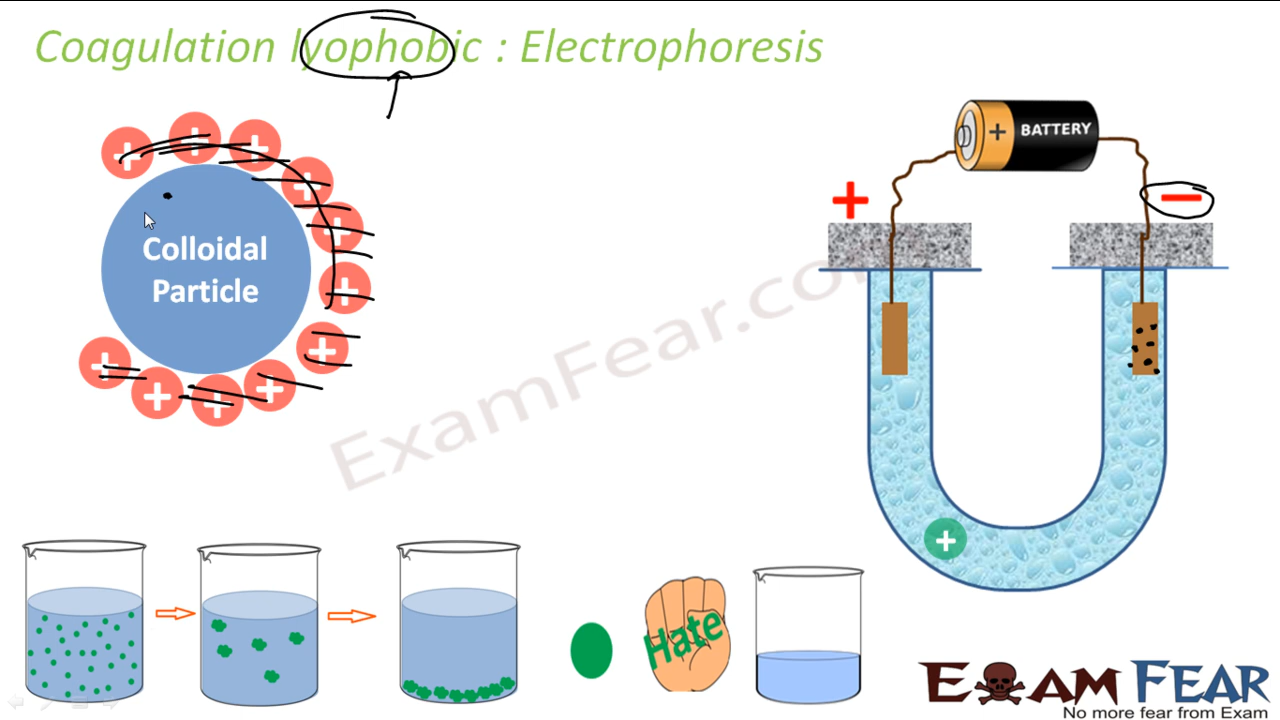 Coagulation lyophobic : Electrophoresis
+ + + + + + + + + + +
Colloidal
Particle
+ BATTERY
+ −
ExamFear.com
+
Hate
EXAM FEAR
No more fear from Exam